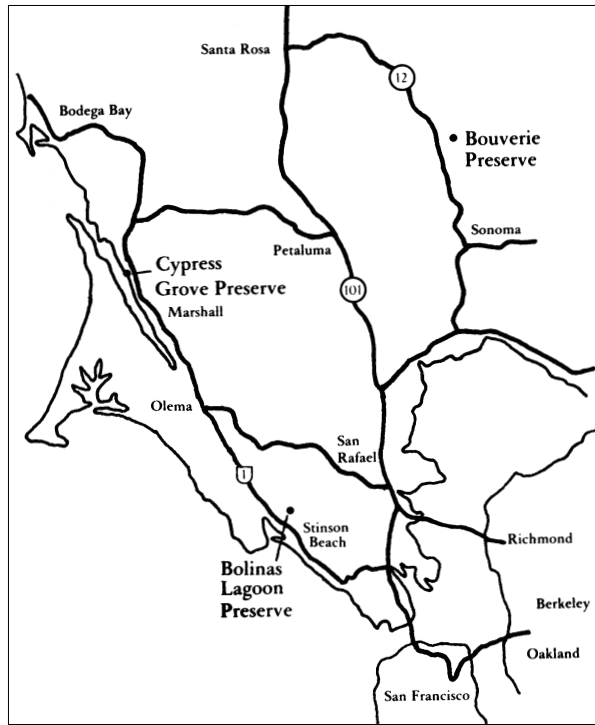 Santa Rosa
12
Bodega Bay
Bouverie
Preserve
Sonoma
Petaluma
Cypress
Grove Preserve
101
Marshall
Olema
San
Rafael
1
Stinson
Beach
Richmond
Bolinas
Lagoon
Preserve
Berkeley
Oakland
San Francisco